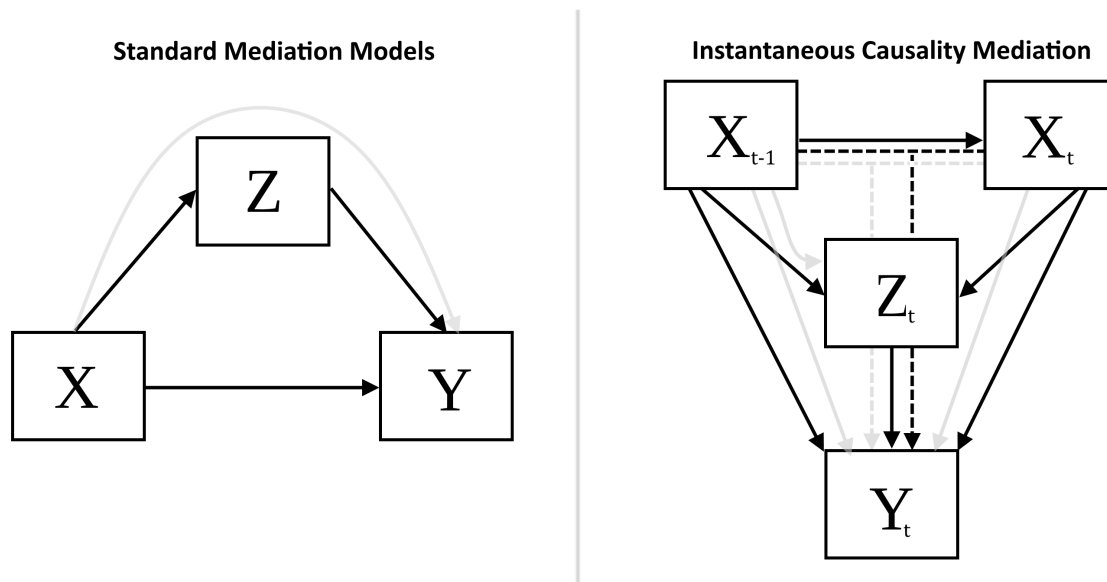 Standard Mediation Models
Z
X
Y
Instantaneous Causality Mediation
Xt-1
Xt
Zt
Yt